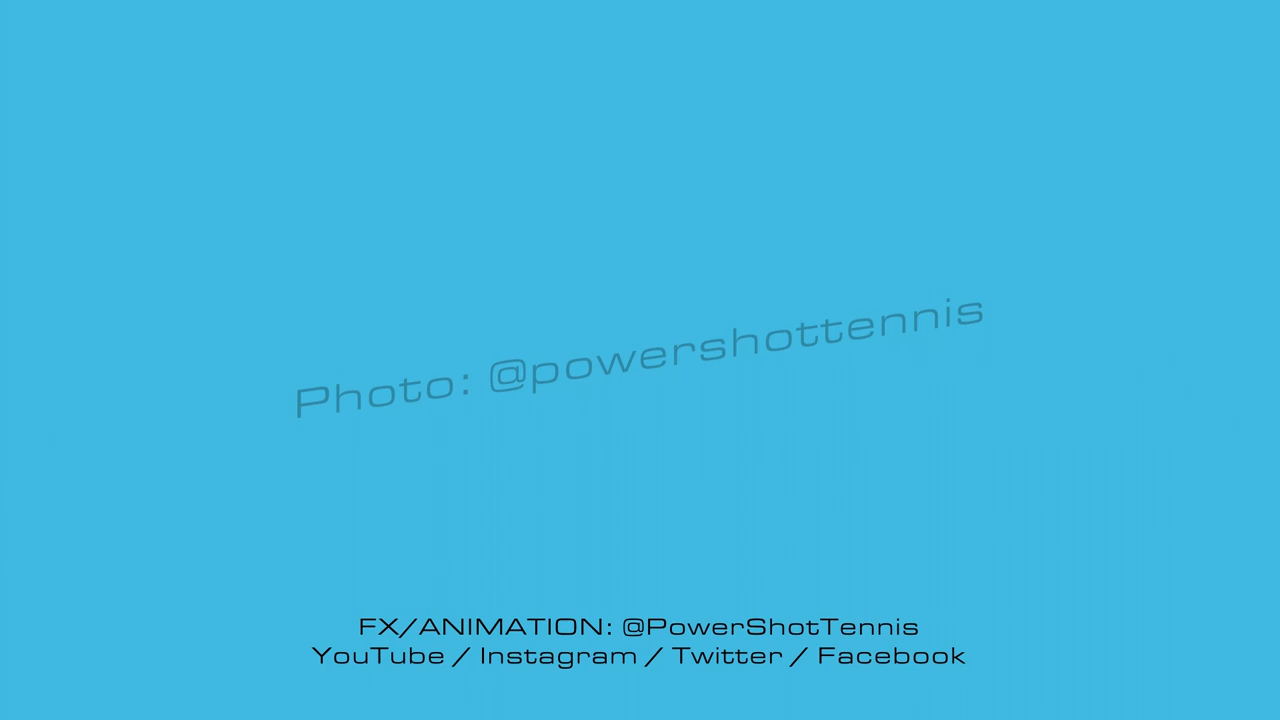 Photo: @powershottennis
FX/ANIMATION: @PowerShotTennis
YouTube / Instagram / Twitter / Facebook